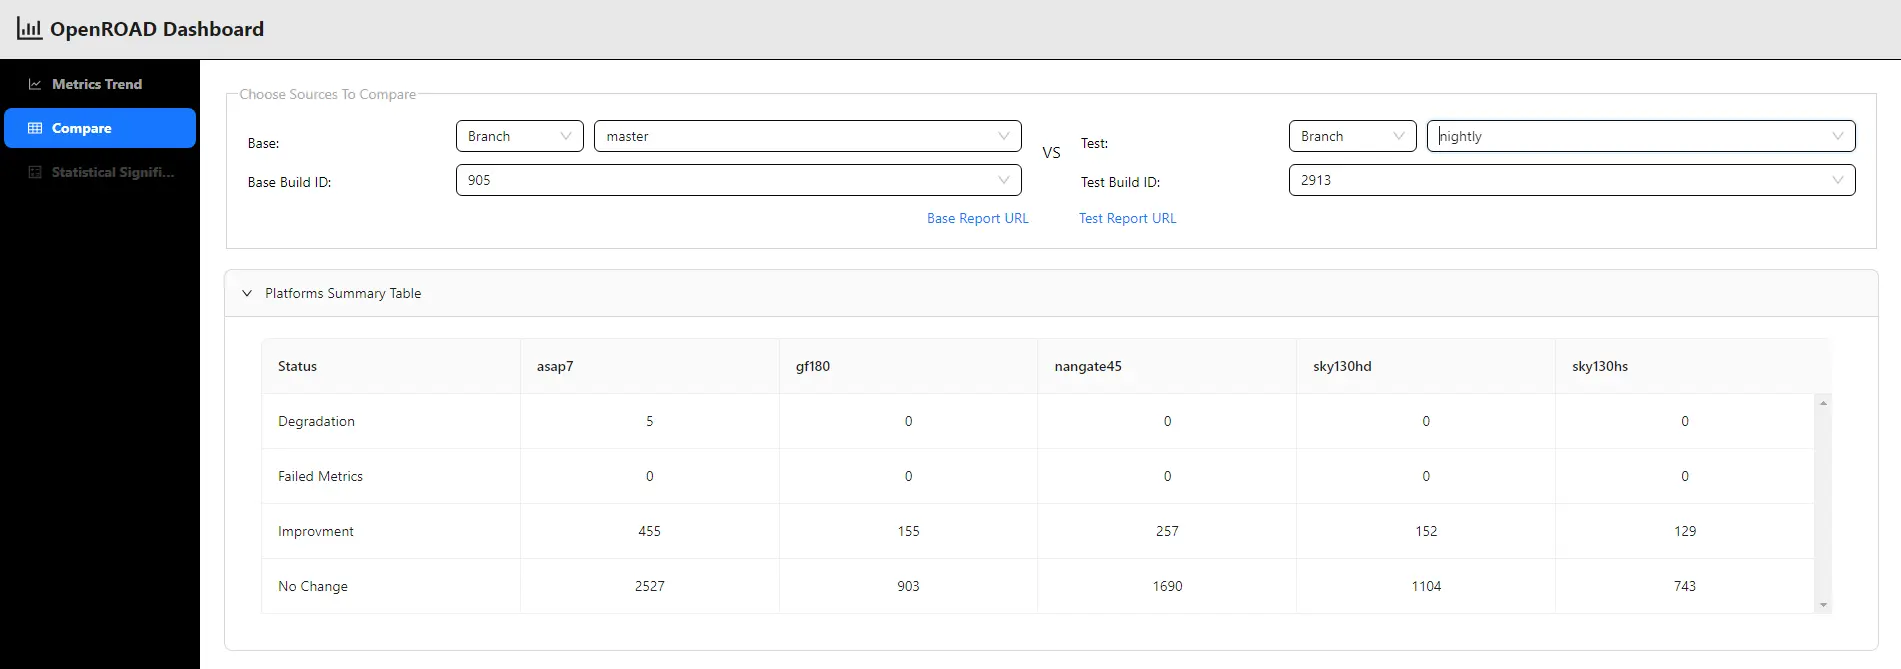 OpenROAD Dashboard
Metrics Trend
Compare
Statistical Signifi...
Choose Sources To Compare
Base: Branch master
VS
Test: Branch nightly
Base Build ID: 905
Test Build ID: 2913
Base Report URL Test Report URL
Platforms Summary Table
Status asap7 gf180 nangate45 sky130hd sky130hs
Degradation 5 0 0 0 0
Failed Metrics 0 0 0 0 0
Improvment 455 155 257 152 129
No Change 2527 903 1690 1104 743